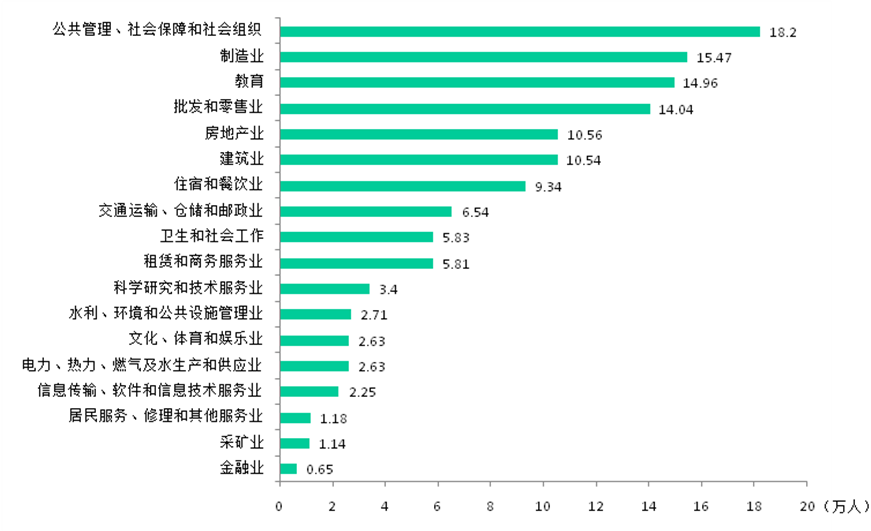 公共管理、社会保障和社会组织 18.2
制造业 15.47
教育 14.96
批发和零售业 14.04
房地产业 10.56
建筑业 10.54
住宿和餐饮业 9.34
交通运输、仓储和邮政业 6.54
卫生和社会工作 5.83
租赁和商务服务业 5.81
科学研究和技术服务业 3.4
水利、环境和公共设施管理业 2.71
文化、体育和娱乐业 2.63
电力、热力、燃气及水生产和供应业 2.63
信息传输、软件和信息技术服务业 2.25
居民服务、修理和其他服务业 1.18
采矿业 1.14
金融业 0.65
0 2 4 6 8 10 12 14 16 18 20（万人）